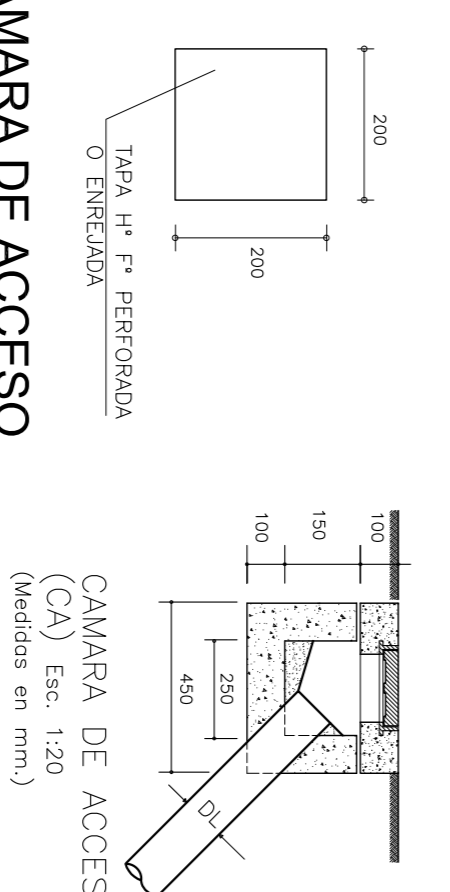 200
200
TAPA Hº Fº PERFORADA
O ENREJADA
AMARA DE ACCESO
100
150
100
250
450
DL
CAMARA DE ACCES
(CA) Esc. 1:20
(Medidas en mm.)